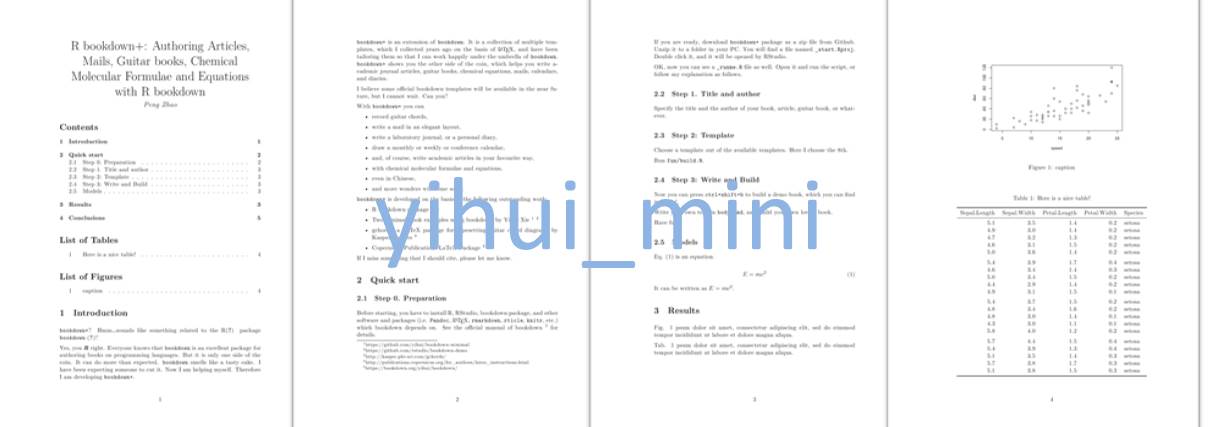 R bookdown+: Authoring Articles,
Mails, Guitar books, Chemical
Molecular Formulae and Equations
with R bookdown
Peng Zhao
Contents
1 Introduction 1
2 Quick start 2
2.1 Step 0. Preparation 2
2.2 Step 1. Title and author 3
2.3 Step 2: Template 3
2.4 Step 3: Write and Build 3
2.5 Models 3
3 Results 3
4 Conclusions 5
List of Tables
1 Here is a nice table! 4
List of Figures
1 caption 4
1 Introduction
bookdown+? Hmm...sounds like something related to the R(?) package
bookdown (?)!
Yes, you R right. Everyone knows that bookdown is an excellent package for
authoring books on programming languages. But it is only one side of the
coin. It can do more than expected. bookdown smells like a tasty cake. I
have been expecting someone to cut it. Now I am helping myself. Therefore
I am developing bookdown+.
1
bookdown+ is an extension of bookdown. It is a collection of multiple tem-
plates, which I collected years ago on the basis of LaTeX, and have been
tailoring them so that I can work happily under the umbrella of bookdown.
bookdown+ shows you the other side of the coin, which helps you write a-
cademic journal articles, guitar books, chemical equations, mails, calendars,
and diaries.
I believe some official bookdown templates will be available in the near fu-
ture, but I cannot wait. Can you?
With bookdown+ you can
• record guitar chords,
• write a mail in an elegant layout,
• write a laboratory journal, or a personal diary,
• draw a monthly or weekly or conference calendar,
• and, of course, write academic articles in your favourite way,
• with chemical molecular formulae and equations,
• even in Chinese,
• and more wonders
bookdown+ is developed on the basis of the following outstanding work:
yihui_mini
If I miss something that I should cite, please let me know.
2 Quick start
2.1 Step 0. Preparation
Before starting, you have to install R, RStudio, bookdown package, and other
software and packages (i.e. Pandoc, LaTeX, rmarkdown, rticle, knitr, etc.)
which bookdown depends on. See the official manual of bookdown 5 for
details.
1https://github.com/yihui/bookdown-minimal
2https://github.com/rstudio/bookdown-demo
5https://bookdown.org/yihui/bookdown/
2
If you are ready, download bookdown+ package as a zip file from Github.
Unzip it to a folder in your PC. You will find a file named _start.Rproj.
Double click it, and it will be opened by RStudio.
OK, now you can see a _runme.R file as well. Open it and run the script, or
follow my explanation as follows.
2.2 Step 1. Title and author
Specify the title and the author of your book, article, guitar book, or what-
ever.
2.3 Step 2: Template
Choose a template out of the available templates. Here I choose the
Run fun/build.R.
2.4 Step 3: Write and Build
Now you can press ctrl+shift+b to build a demo book, which you can find
2.5 Models
Eq. (1) is an equation.
E = mc² (1)
It can be written as E = mc².
3 Results
Fig. 1 psum dolor sit amet, consectetur adipiscing elit, sed do eiusmod
tempor incididunt ut labore et dolore magna aliqua.
Tab. 1 psum dolor sit amet, consectetur adipiscing elit, sed do eiusmod
tempor incididunt ut labore et dolore magna aliqua.
3
dist
speed
Figure 1: caption
Table 1: Here is a nice table!
Sepal.Length Sepal.Width Petal.Length Petal.Width Species
5.1 3.5 1.4 0.2 setosa
4.9 3.0 1.4 0.2 setosa
4.7 3.2 1.3 0.2 setosa
4.6 3.1 1.5 0.2 setosa
5.0 3.6 1.4 0.2 setosa
5.4 3.9 1.7 0.4 setosa
4.6 3.4 1.4 0.3 setosa
5.0 3.4 1.5 0.2 setosa
4.4 2.9 1.4 0.2 setosa
4.9 3.1 1.5 0.1 setosa
5.4 3.7 1.5 0.2 setosa
4.8 3.4 1.6 0.2 setosa
4.8 3.0 1.4 0.1 setosa
4.3 3.0 1.1 0.1 setosa
5.8 4.0 1.2 0.2 setosa
5.7 4.4 1.5 0.4 setosa
5.4 3.9 1.3 0.4 setosa
5.1 3.5 1.4 0.3 setosa
5.7 3.8 1.7 0.3 setosa
5.1 3.8 1.5 0.3 setosa
4